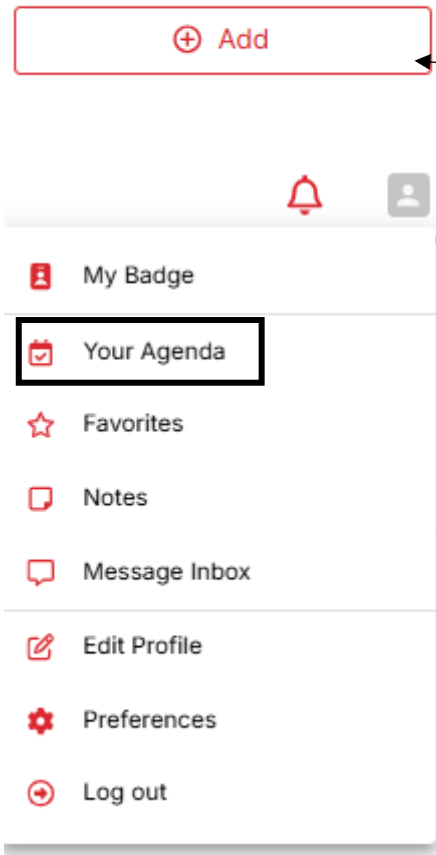 Add
My Badge
Your Agenda
Favorites
Notes
Message Inbox
Edit Profile
Preferences
Log out